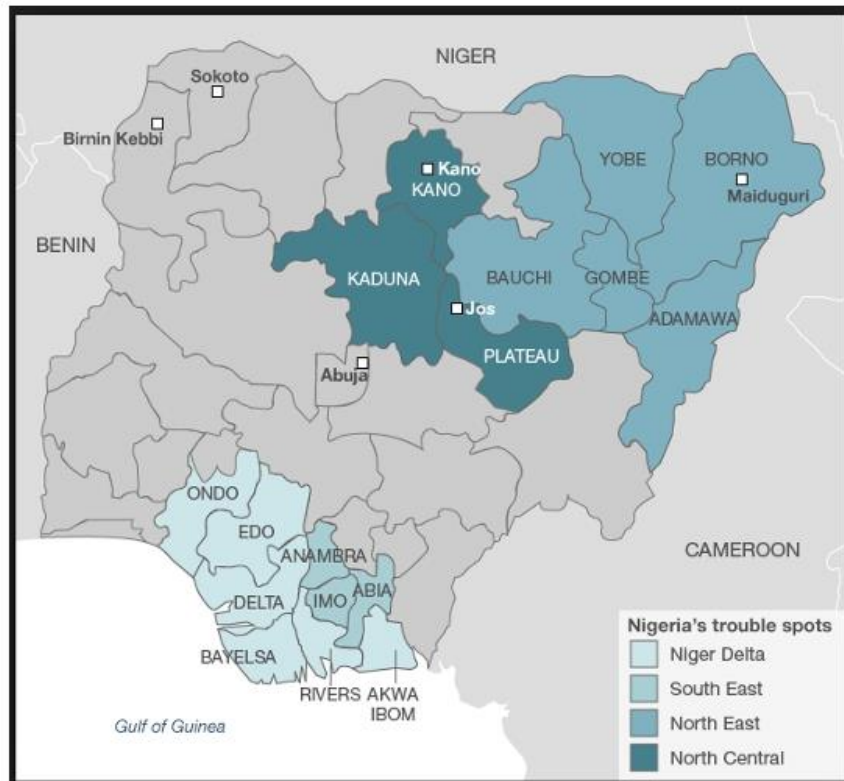 NIGER
Sokoto
Birnin Kebbi
Kano
KANO
YOBE
BORNO
Maiduguri
BENIN
KADUNA
BAUCHI
GOMBE
Jos
ADAMAWA
PLATEAU
Abuja
ONDO
EDO
ANAMBRA
CAMEROON
DELTA
IMO
ABIA
BAYELSA
RIVERS
AKWA
IBOM
Gulf of Guinea
Nigeria's trouble spots
Niger Delta
South East
North East
North Central